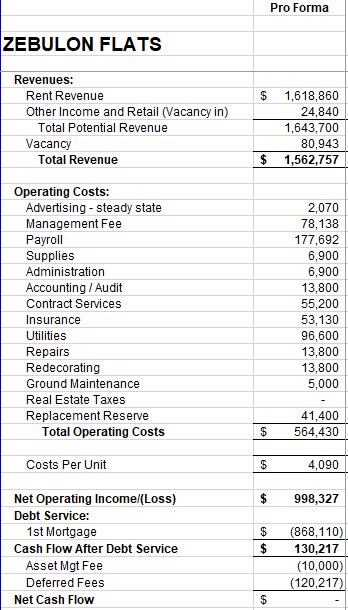 Pro Forma
ZEBULON FLATS
Revenues:
Rent Revenue $ 1,618,860
Other Income and Retail (Vacancy in) 24,840
Total Potential Revenue 1,643,700
Vacancy 80,943
Total Revenue $ 1,562,757
Operating Costs:
Advertising - steady state 2,070
Management Fee 78,138
Payroll 177,692
Supplies 6,900
Administration 6,900
Accounting / Audit 13,800
Contract Services 55,200
Insurance 53,130
Utilities 96,600
Repairs 13,800
Redecorating 13,800
Ground Maintenance 5,000
Real Estate Taxes -
Replacement Reserve 41,400
Total Operating Costs $ 564,430
Costs Per Unit $ 4,090
Net Operating Income/(Loss) $ 998,327
Debt Service:
1st Mortgage $ (868,110)
Cash Flow After Debt Service $ 130,217
Asset Mgt Fee (10,000)
Deferred Fees (120,217)
Net Cash Flow $ -